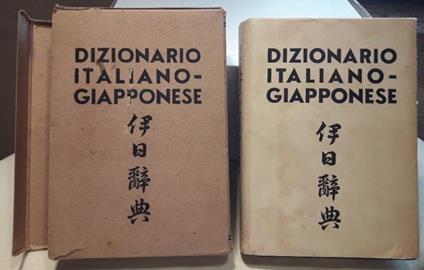 DIZIONARIO
ITALIANO-
GIAPPONESE
伊日辭典
DIZIONARIO
ITALIANO-
GIAPPONESE
伊日辭典